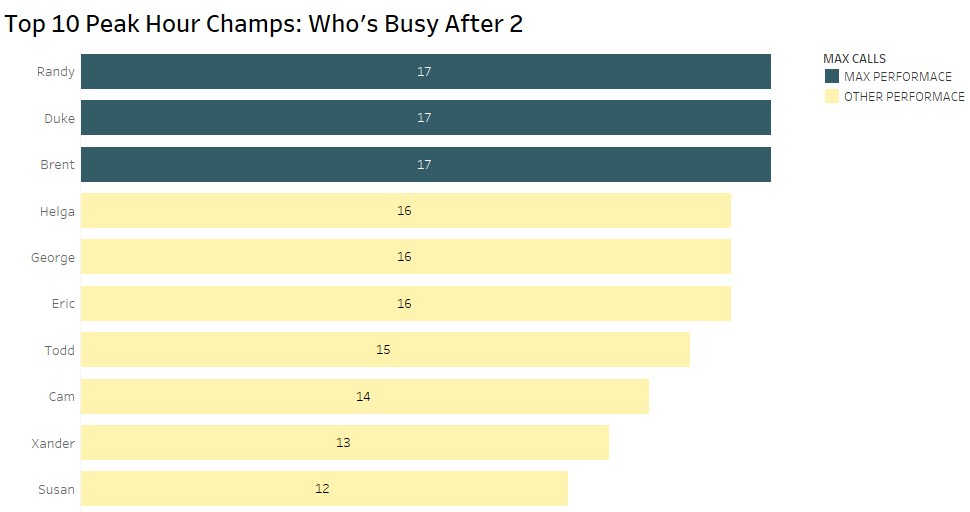 Top 10 Peak Hour Champs: Who's Busy After 2
MAX CALLS
MAX PERFORMACE
OTHER PERFORMACE
Randy 17
Duke 17
Brent 17
Helga 16
George 16
Eric 16
Todd 15
Cam 14
Xander 13
Susan 12